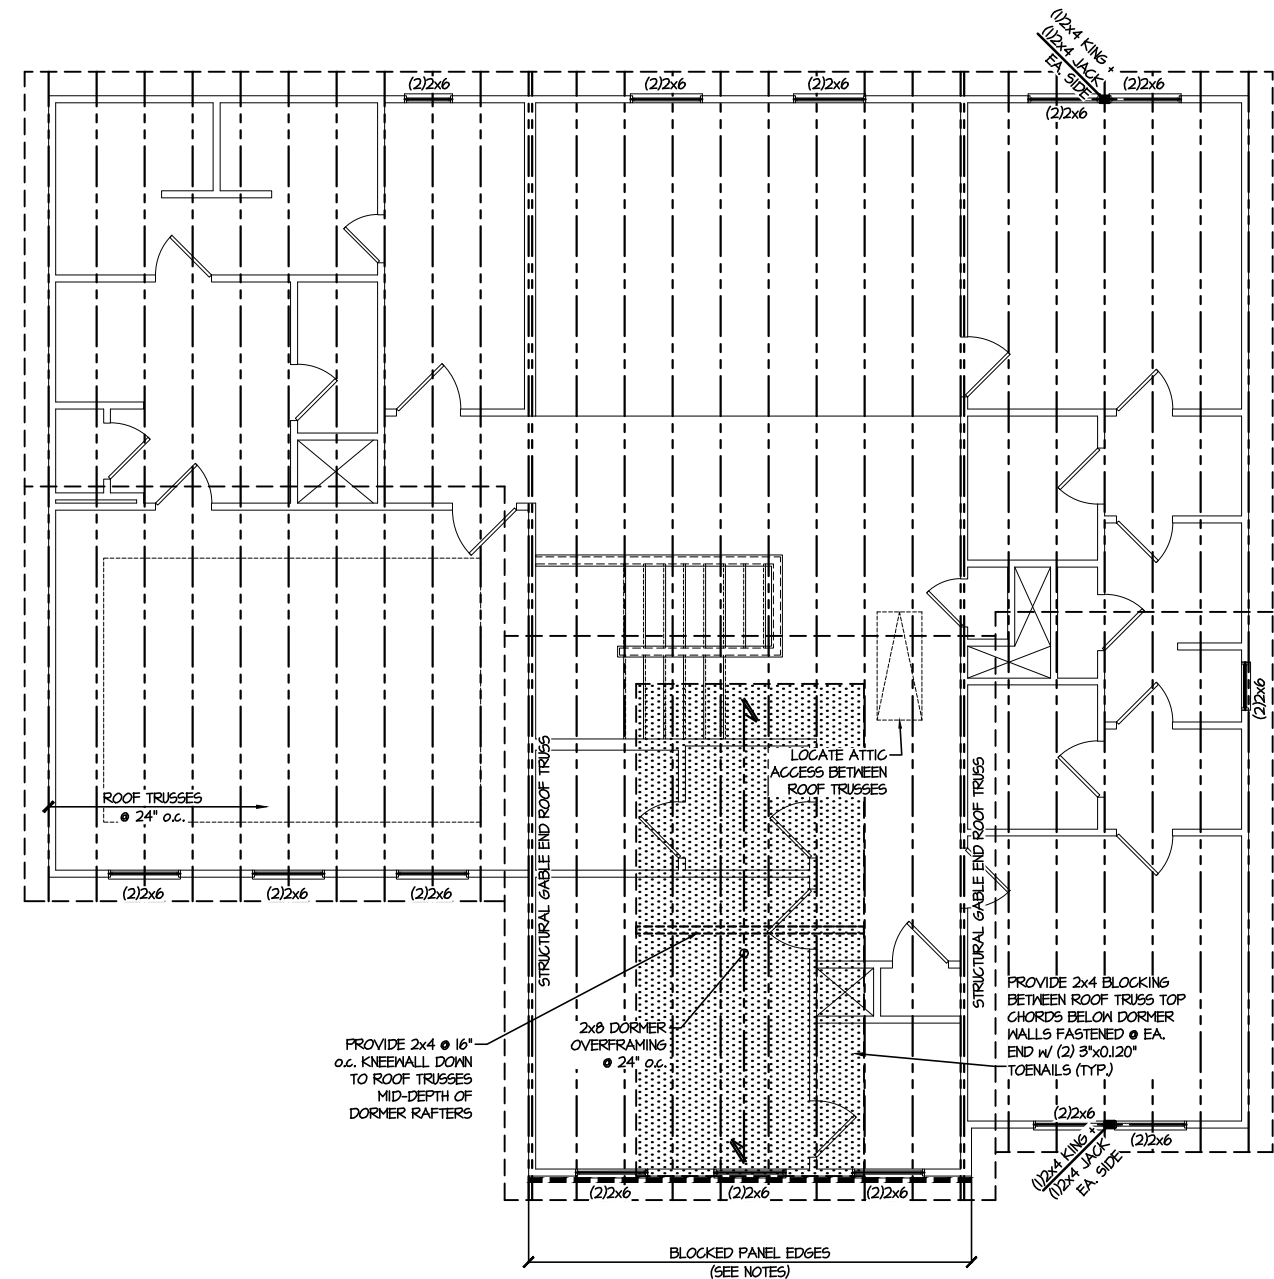 (1)2x4 KING +
(1)2x4 JACK
EA. SIDE
(2)2x6
(2)2x6
(2)2x6
(2)2x6
(2)2x6
(2)2x6
LOCATE ATTIC
ACCESS BETWEEN
ROOF TRUSSES
STRUCTURAL GABLE END ROOF TRUSS
STRUCTURAL GABLE END ROOF TRUSS
ROOF TRUSSES
@ 24" o.c.
(2)2x6
(2)2x6
(2)2x6
PROVIDE 2x4 @ 16"
o.c. KNEEWALL DOWN
TO ROOF TRUSSES
MID-DEPTH OF
DORMER RAFTERS
2x8 DORMER
OVERFRAMING
@ 24" o.c.
PROVIDE 2x4 BLOCKING
BETWEEN ROOF TRUSS TOP
CHORDS BELOW DORMER
WALLS FASTENED @ EA.
END w/ (2) 3"x0.120"
TOENAILS (TYP.)
(2)2x6
(2)2x6
(1)2x4 KING +
(1)2x4 JACK
EA. SIDE
(2)2x6
(2)2x6
(2)2x6
BLOCKED PANEL EDGES
(SEE NOTES)